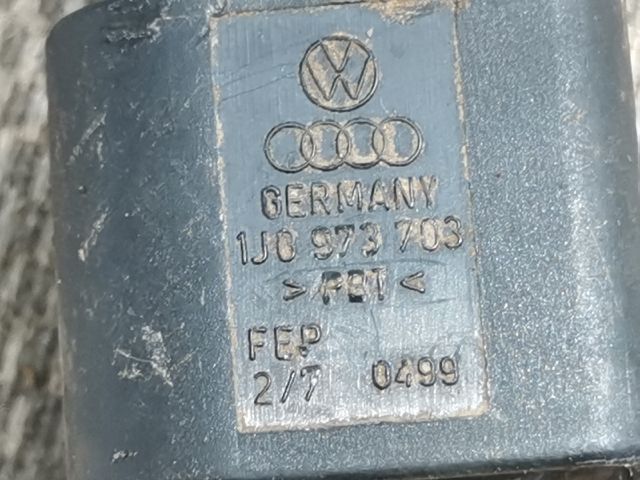 GERMANY
1J0 973 703
>PBT<
FEP
2/7 0499